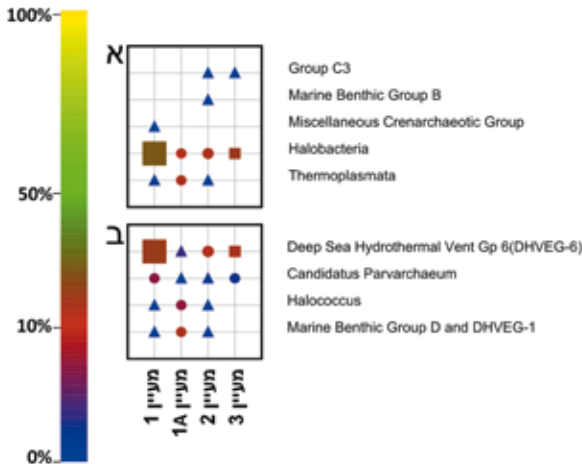 100%
50%
10%
0%
א
Group C3
Marine Benthic Group B
Miscellaneous Crenarchaeotic Group
Halobacteria
Thermoplasmata
ב
Deep Sea Hydrothermal Vent Gp 6(DHVEG-6)
Candidatus Parvarchaeum
Halococcus
Marine Benthic Group D and DHVEG-1
מעיין 1
מעיין 1A
מעיין 2
מעיין 3